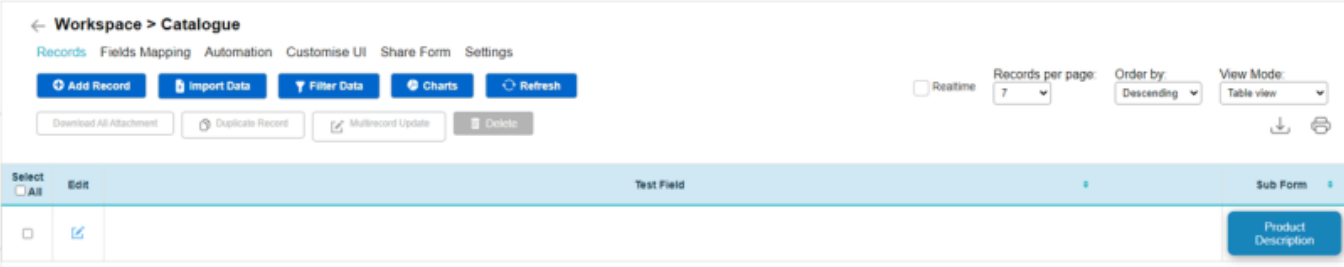 Workspace > Catalogue
Records Fields Mapping Automation Customise UI Share Form Settings
Add Record Import Data Filter Data Charts Refresh
Realtime
Records per page:
7
Order by:
Descending
View Mode:
Table view
Download All Attachment Duplicate Record Multirecord Update Delete
Select
All
Edit
Test Field
Sub Form
Product
Description